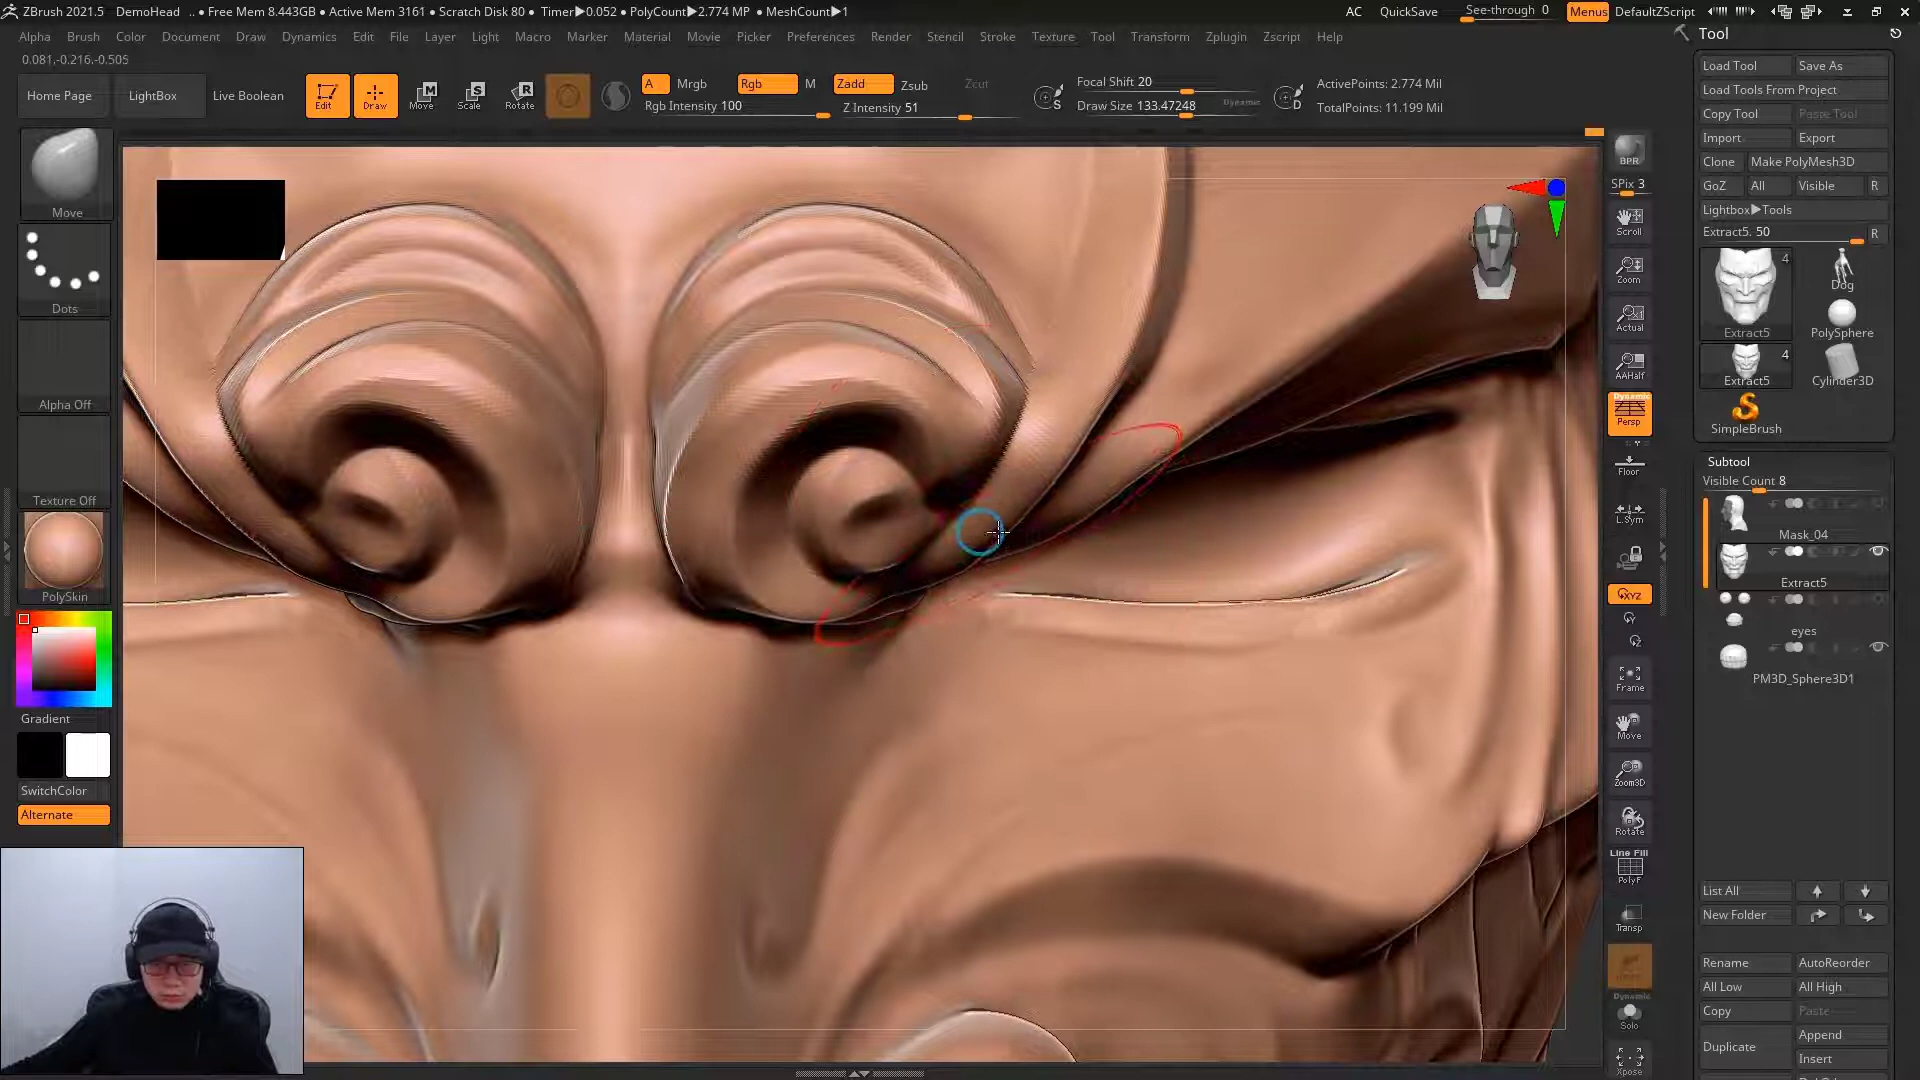 ZBrush 2021.5 DemoHead .. ● Free Mem 8.443GB ● Active Mem 3161 ● Scratch Disk 80 ● Timer▶0.052 ● PolyCount▶2.774 MP ● MeshCount▶1 AC QuickSave See-through 0 Menus DefaultZScript
Alpha Brush Color Document Draw Dynamics Edit File Layer Light Macro Marker Material Movie Picker Preferences Render Stencil Stroke Texture Tool Transform Zplugin Zscript Help
0.081,-0.216,-0.505
Home Page LightBox Live Boolean Edit Draw Move Scale Rotate
A Mrgb Rgb M Zadd Zsub Zcut
Rgb Intensity 100 Z Intensity 51
S Focal Shift 20
Draw Size 133.47248 Dynamic
D ActivePoints: 2.774 Mil
TotalPoints: 11.199 Mil
Move
Dots
Alpha Off
Texture Off
PolySkin
Gradient
SwitchColor
Alternate
BPR
SPix 3
Scroll
Zoom
Actual
AAHalf
Dynamic
Persp
Floor
L.Sym
XYZ
Y
Z
Frame
Move
Zoom3D
Rotate
Line Fill
PolyF
Transp
Dynamic
Solo
Xpose
Tool
Load Tool Save As
Load Tools From Project
Copy Tool Paste Tool
Import Export
Clone Make PolyMesh3D
GoZ All Visible R
Lightbox▶Tools
Extract5. 50 R
4
Extract5
Dog
PolySphere
4
Extract5
Cylinder3D
SimpleBrush
Subtool
Visible Count 8
Mask_04
Extract5
eyes
PM3D_Sphere3D1
List All
New Folder
Rename AutoReorder
All Low All High
Copy Paste
Duplicate Append
Insert